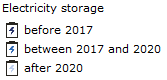 Electricity storage
before 2017
between 2017 and 2020
after 2020